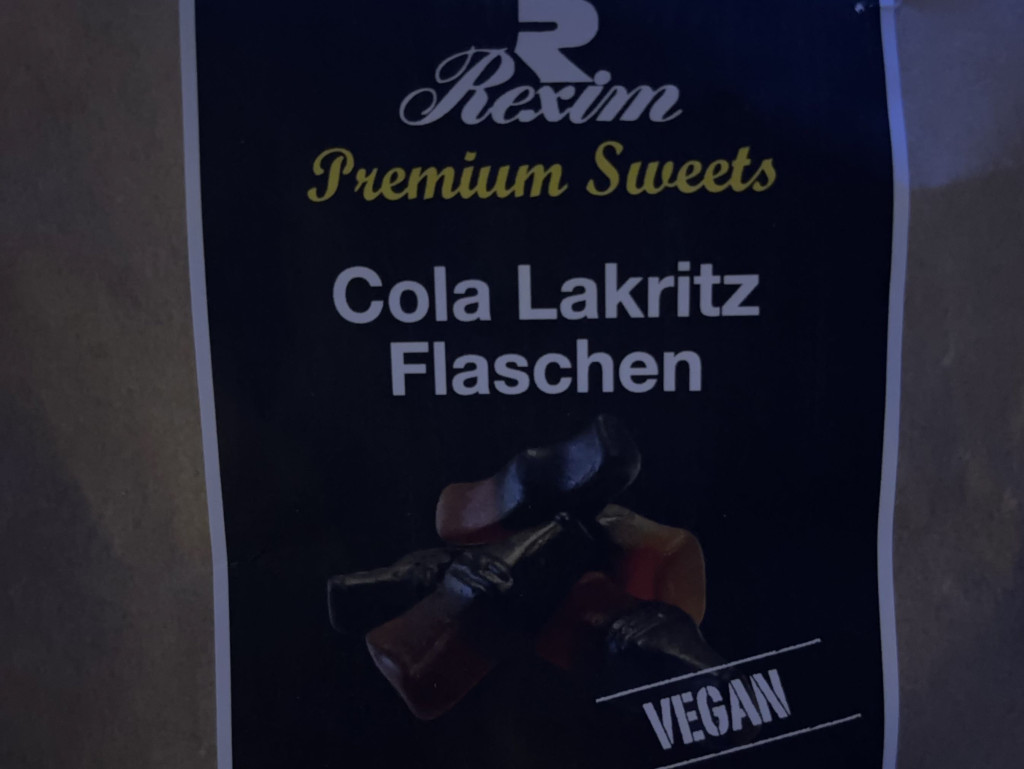 R
Rexim
Premium Sweets
Cola Lakritz
Flaschen
VEGAN